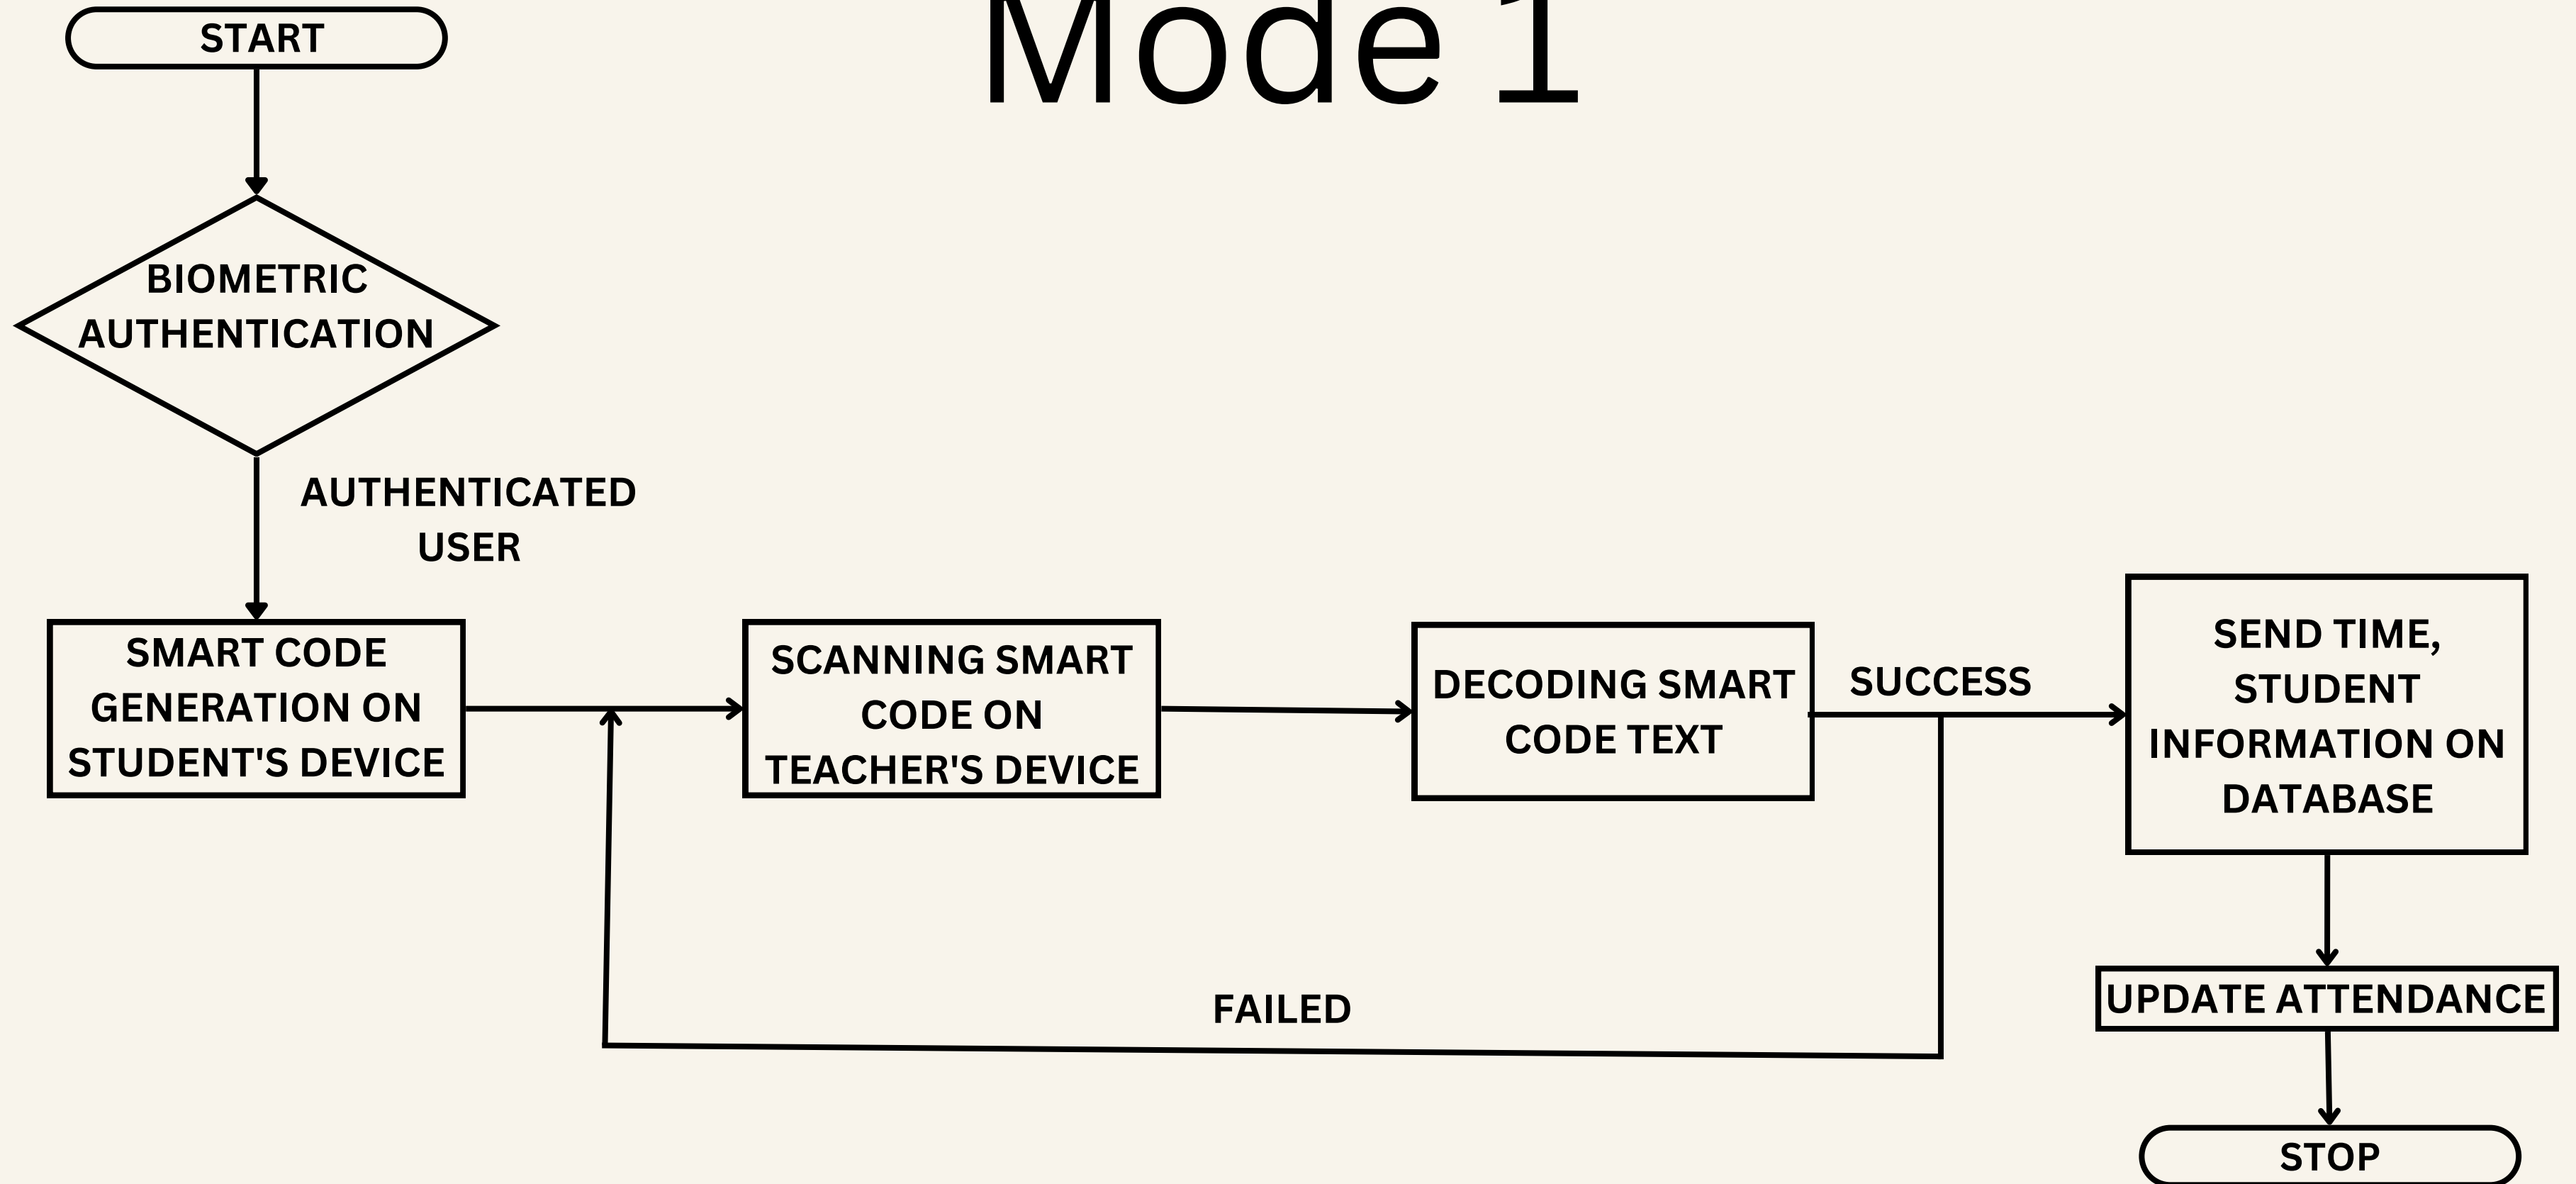 Mode 1
START
BIOMETRIC
AUTHENTICATION
AUTHENTICATED
USER
SMART CODE
GENERATION ON
STUDENT'S DEVICE
SCANNING SMART
CODE ON
TEACHER'S DEVICE
DECODING SMART
CODE TEXT
SUCCESS
SEND TIME,
STUDENT
INFORMATION ON
DATABASE
FAILED
UPDATE ATTENDANCE
STOP